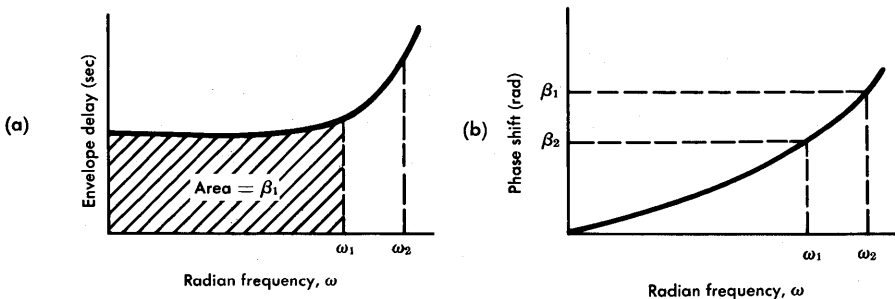 (a)
Envelope delay (sec)
Area = β₁
ω₁
ω₂
Radian frequency, ω
(b)
Phase shift (rad)
β₁
β₂
ω₁
ω₂
Radian frequency, ω